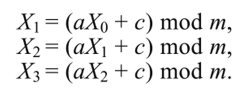 X₁ = (aX₀ + c) mod m,
X₂ = (aX₁ + c) mod m,
X₃ = (aX₂ + c) mod m.